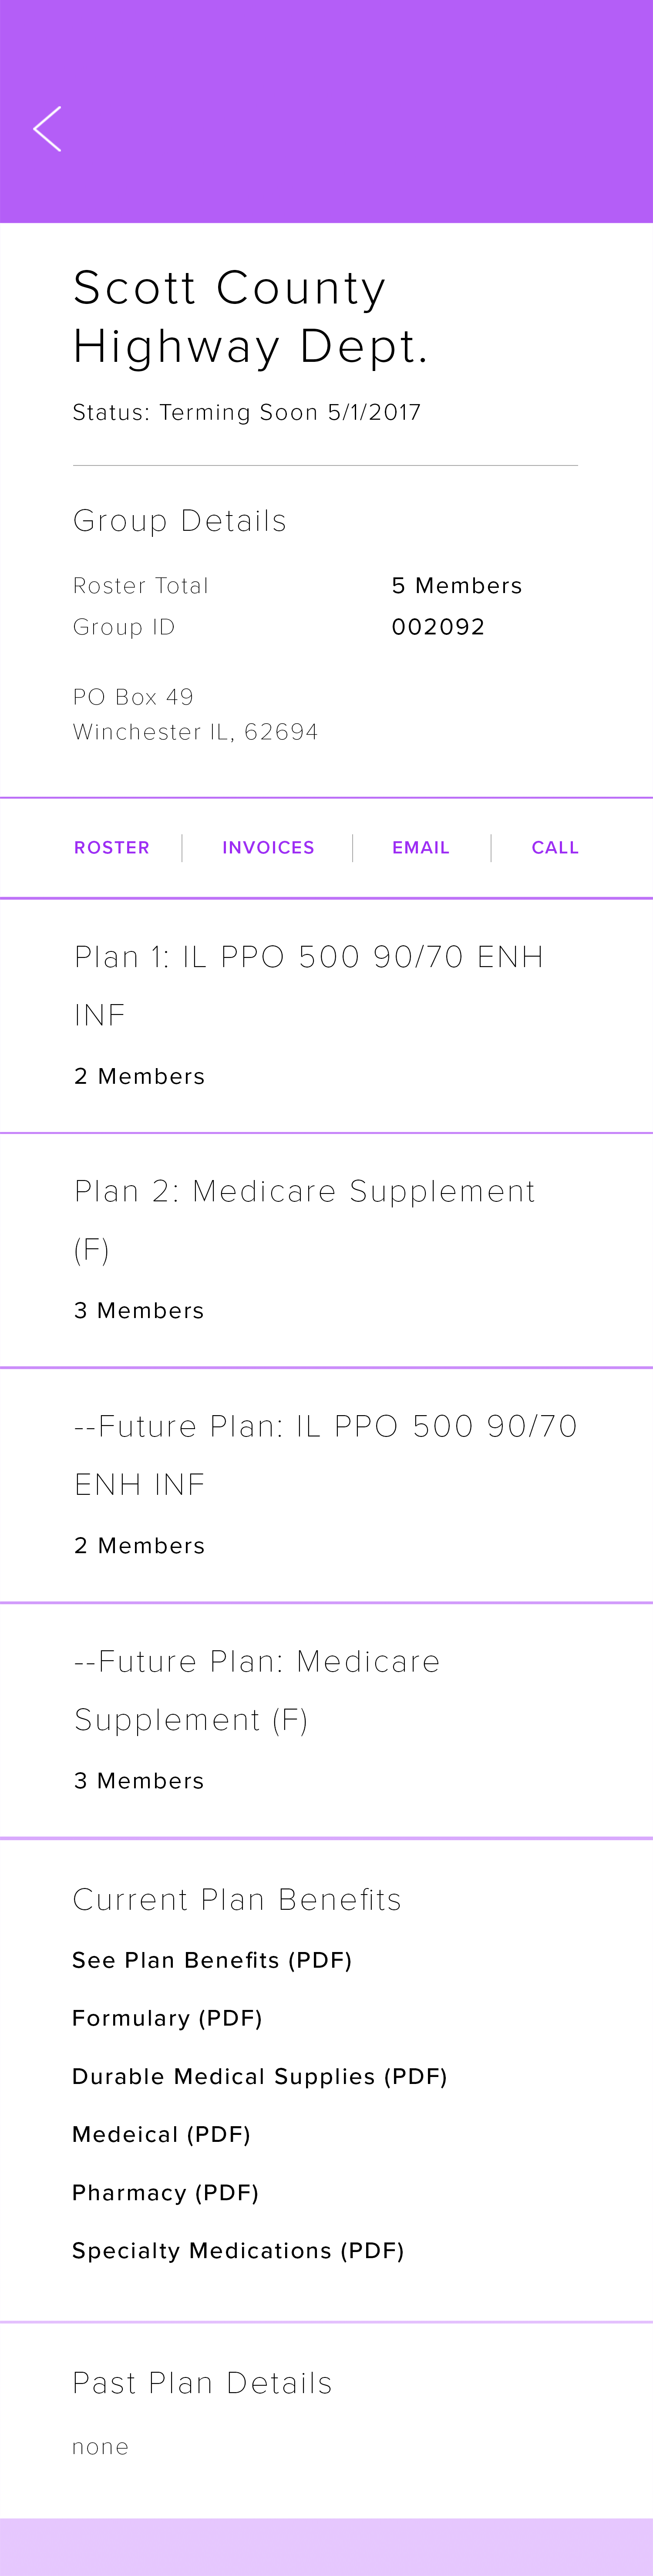 Scott County
Highway Dept.
Status: Terming Soon 5/1/2017
Group Details
Roster Total 5 Members
Group ID 002092
PO Box 49
Winchester IL, 62694
ROSTER INVOICES EMAIL CALL
Plan 1: IL PPO 500 90/70 ENH
INF
2 Members
Plan 2: Medicare Supplement
(F)
3 Members
--Future Plan: IL PPO 500 90/70
ENH INF
2 Members
--Future Plan: Medicare
Supplement (F)
3 Members
Current Plan Benefits
See Plan Benefits (PDF)
Formulary (PDF)
Durable Medical Supplies (PDF)
Medeical (PDF)
Pharmacy (PDF)
Specialty Medications (PDF)
Past Plan Details
none